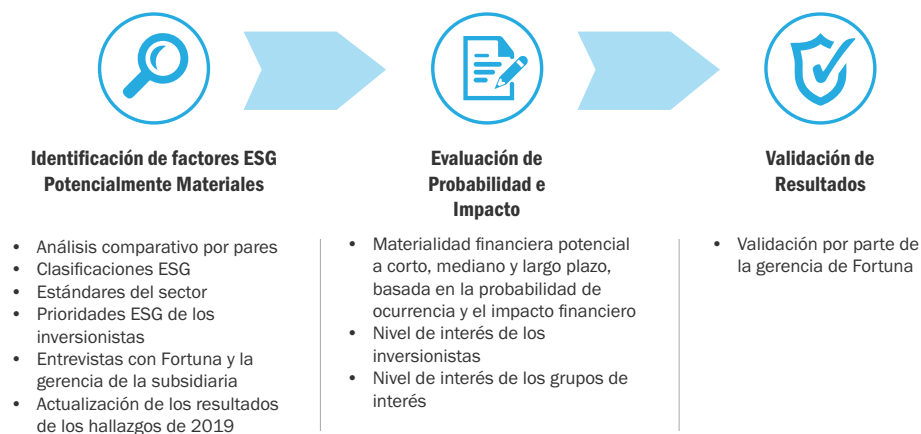 Identificación de factores ESG
Potencialmente Materiales
• Análisis comparativo por pares
• Clasificaciones ESG
• Estándares del sector
• Prioridades ESG de los
inversionistas
• Entrevistas con Fortuna y la
gerencia de la subsidiaria
• Actualización de los resultados
de los hallazgos de 2019
Evaluación de
Probabilidad e
Impacto
• Materialidad financiera potencial
a corto, mediano y largo plazo,
basada en la probabilidad de
ocurrencia y el impacto financiero
• Nivel de interés de los
inversionistas
• Nivel de interés de los grupos de
interés
Validación de
Resultados
• Validación por parte de
la gerencia de Fortuna